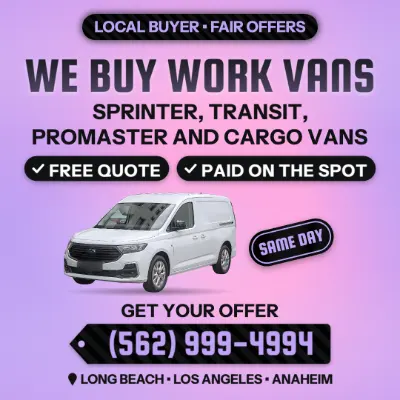 LOCAL BUYER • FAIR OFFERS
WE BUY WORK VANS
SPRINTER, TRANSIT,
PROMASTER AND CARGO VANS
✓ FREE QUOTE ✓ PAID ON THE SPOT
SAME DAY
GET YOUR OFFER
(562) 999-4994
LONG BEACH • LOS ANGELES • ANAHEIM